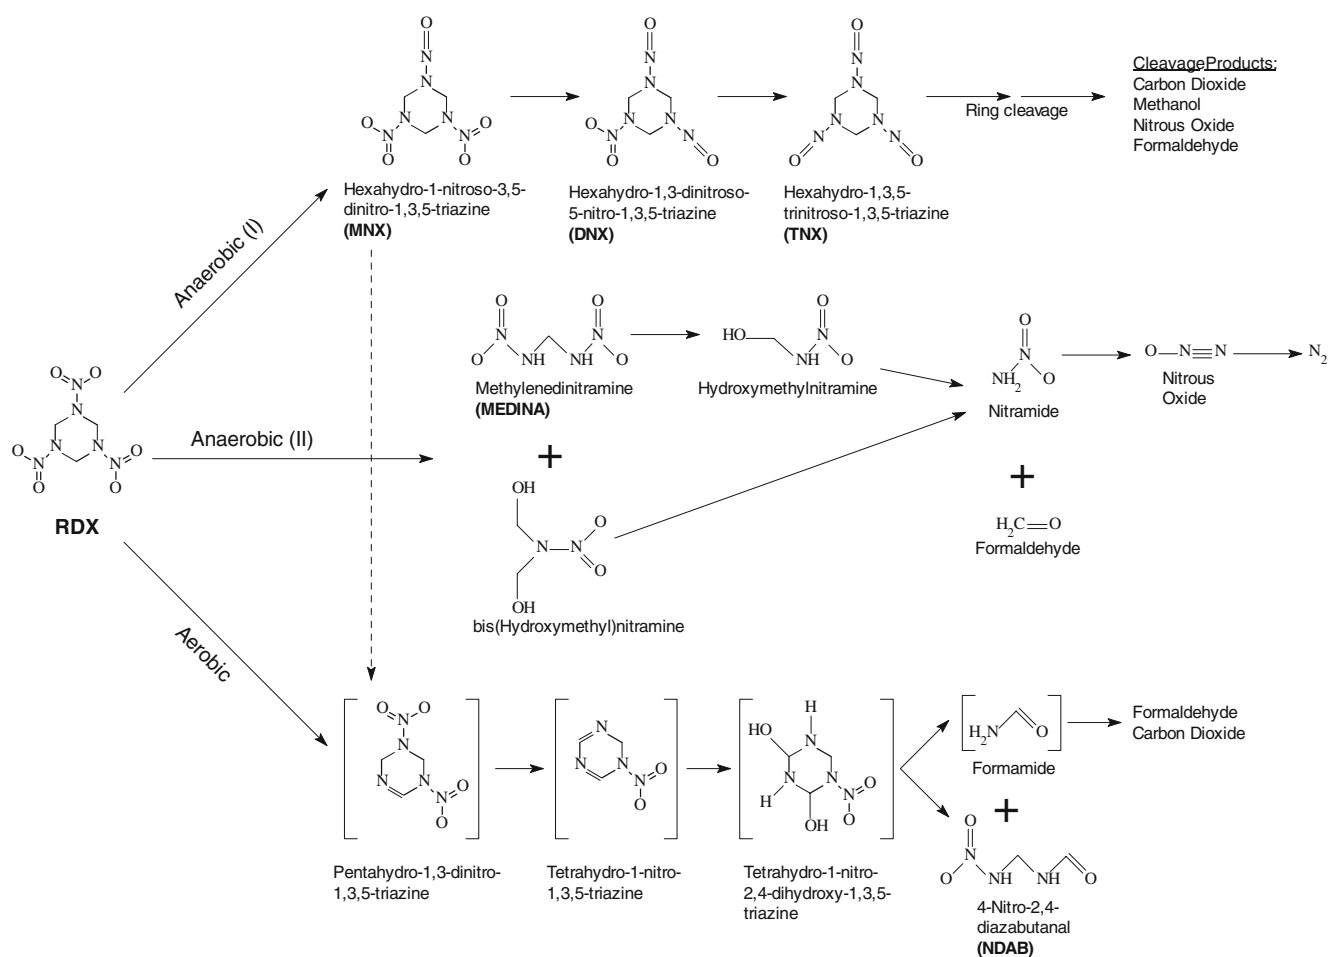 Hexahydro-1-nitroso-3,5-
dinitro-1,3,5-triazine
(MNX)
Hexahydro-1,3-dinitroso-
5-nitro-1,3,5-triazine
(DNX)
Hexahydro-1,3,5-
trinitroso-1,3,5-triazine
(TNX)
Ring cleavage
CleavageProducts:
Carbon Dioxide
Methanol
Nitrous Oxide
Formaldehyde
Anaerobic (I)
Anaerobic (II)
Aerobic
RDX
Methylenedinitramine
(MEDINA)
+
bis(Hydroxymethyl)nitramine
Hydroxymethylnitramine
Nitramide
+
H2C=O
Formaldehyde
O—N≡N
Nitrous
Oxide
N2
Pentahydro-1,3-dinitro-
1,3,5-triazine
Tetrahydro-1-nitro-
1,3,5-triazine
Tetrahydro-1-nitro-
2,4-dihydroxy-1,3,5-
triazine
Formamide
+
4-Nitro-2,4-
diazabutanal
(NDAB)
Formaldehyde
Carbon Dioxide